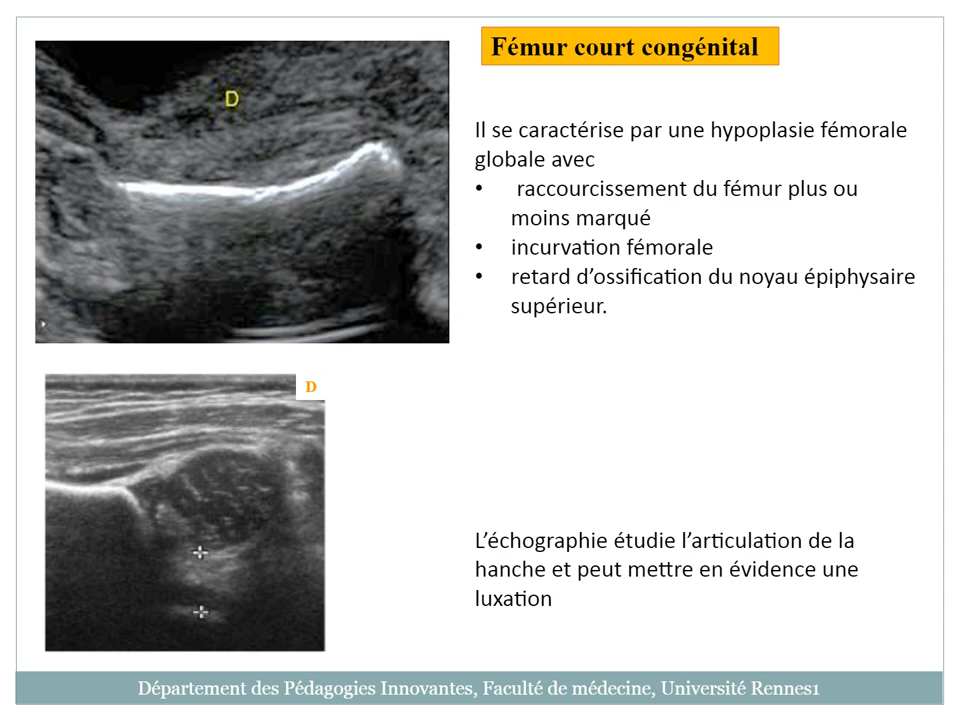 Fémur court congénital
D
Il se caractérise par une hypoplasie fémorale
globale avec
• raccourcissement du fémur plus ou
moins marqué
• incurvation fémorale
• retard d’ossification du noyau épiphysaire
supérieur.
D
L’échographie étudie l’articulation de la
hanche et peut mettre en évidence une
luxation
Département des Pédagogies Innovantes, Faculté de médecine, Université Rennes1